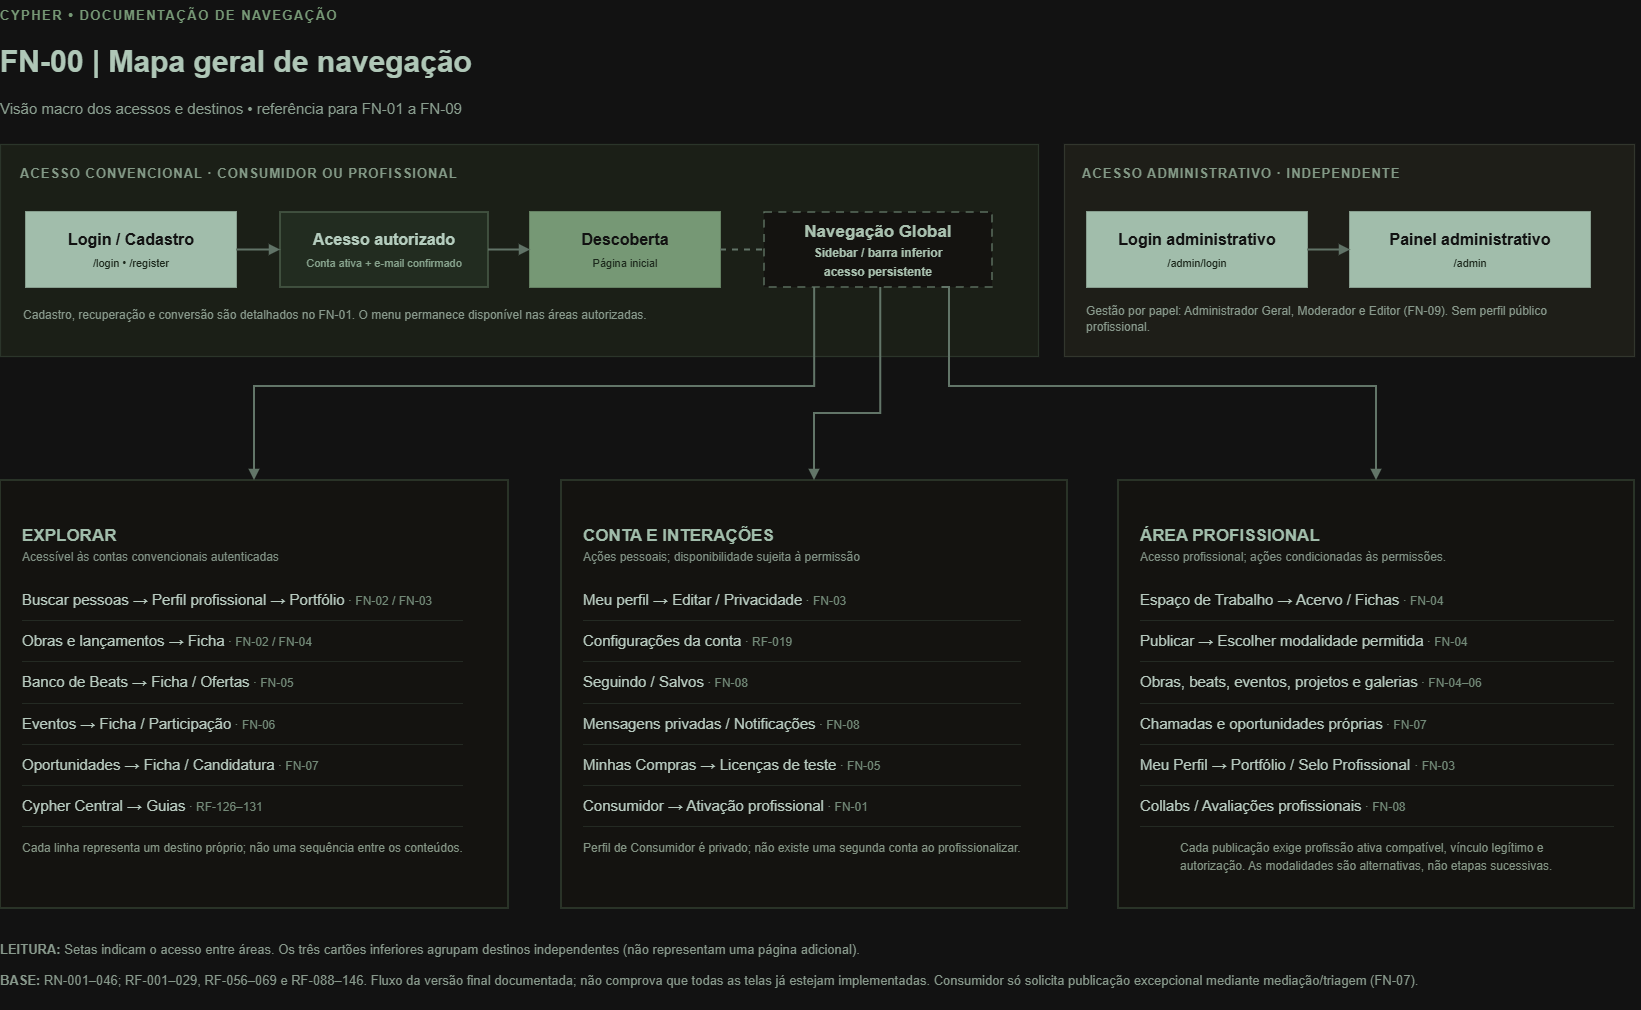 CYPHER • DOCUMENTAÇÃO DE NAVEGAÇÃO
FN-00 | Mapa geral de navegação
Visão macro dos acessos e destinos • referência para FN-01 a FN-09
ACESSO CONVENCIONAL · CONSUMIDOR OU PROFISSIONAL
Login / Cadastro
/login • /register
Acesso autorizado
Conta ativa + e-mail confirmado
Descoberta
Página inicial
Navegação Global
Sidebar / barra inferior
acesso persistente
Cadastro, recuperação e conversão são detalhados no FN-01. O menu permanece disponível nas áreas autorizadas.
ACESSO ADMINISTRATIVO · INDEPENDENTE
Login administrativo
/admin/login
Painel administrativo
/admin
Gestão por papel: Administrador Geral, Moderador e Editor (FN-09). Sem perfil público
profissional.
EXPLORAR
Acessível às contas convencionais autenticadas
Buscar pessoas → Perfil profissional → Portfólio · FN-02 / FN-03
Obras e lançamentos → Ficha · FN-02 / FN-04
Banco de Beats → Ficha / Ofertas · FN-05
Eventos → Ficha / Participação · FN-06
Oportunidades → Ficha / Candidatura · FN-07
Cypher Central → Guias · RF-126–131
Cada linha representa um destino próprio; não uma sequência entre os conteúdos.
CONTA E INTERAÇÕES
Ações pessoais; disponibilidade sujeita à permissão
Meu perfil → Editar / Privacidade · FN-03
Configurações da conta · RF-019
Seguindo / Salvos · FN-08
Mensagens privadas / Notificações · FN-08
Minhas Compras → Licenças de teste · FN-05
Consumidor → Ativação profissional · FN-01
Perfil de Consumidor é privado; não existe uma segunda conta ao profissionalizar.
ÁREA PROFISSIONAL
Acesso profissional; ações condicionadas às permissões.
Espaço de Trabalho → Acervo / Fichas · FN-04
Publicar → Escolher modalidade permitida · FN-04
Obras, beats, eventos, projetos e galerias · FN-04–06
Chamadas e oportunidades próprias · FN-07
Meu Perfil → Portfólio / Selo Profissional · FN-03
Collabs / Avaliações profissionais · FN-08
Cada publicação exige profissão ativa compatível, vínculo legítimo e
autorização. As modalidades são alternativas, não etapas sucessivas.
LEITURA: Setas indicam o acesso entre áreas. Os três cartões inferiores agrupam destinos independentes (não representam uma página adicional).
BASE: RN-001–046; RF-001–029, RF-056–069 e RF-088–146. Fluxo da versão final documentada; não comprova que todas as telas já estejam implementadas. Consumidor só solicita publicação excepcional mediante mediação/triagem (FN-07).